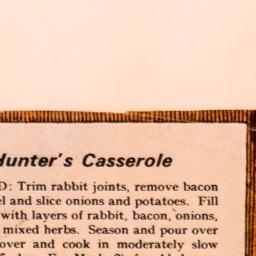 Hunter's Casserole
D: Trim rabbit joints, remove bacon
el and slice onions and potatoes. Fill
with layers of rabbit, bacon, onions,
mixed herbs. Season and pour over
over and cook in moderately slow